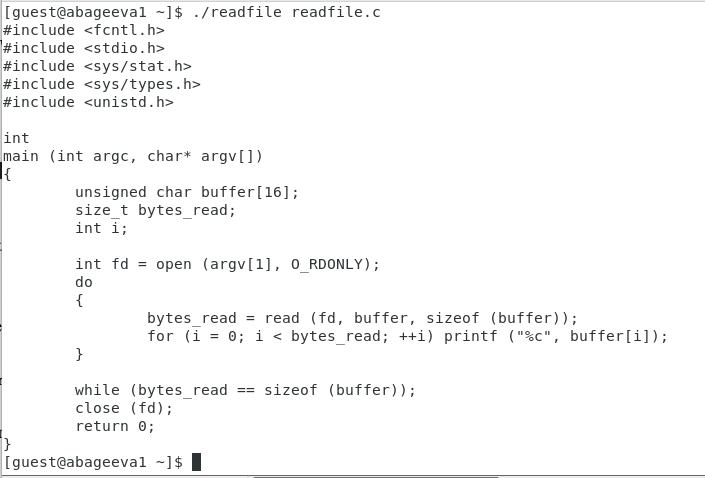 [guest@abageeva1 ~]$ ./readfile readfile.c
#include <fcntl.h>
#include <stdio.h>
#include <sys/stat.h>
#include <sys/types.h>
#include <unistd.h>

int
main (int argc, char* argv[])
{
        unsigned char buffer[16];
        size_t bytes_read;
        int i;

        int fd = open (argv[1], O_RDONLY);
        do
        {
                bytes_read = read (fd, buffer, sizeof (buffer));
                for (i = 0; i < bytes_read; ++i) printf ("%c", buffer[i]);
        }

        while (bytes_read == sizeof (buffer));
        close (fd);
        return 0;
}
[guest@abageeva1 ~]$